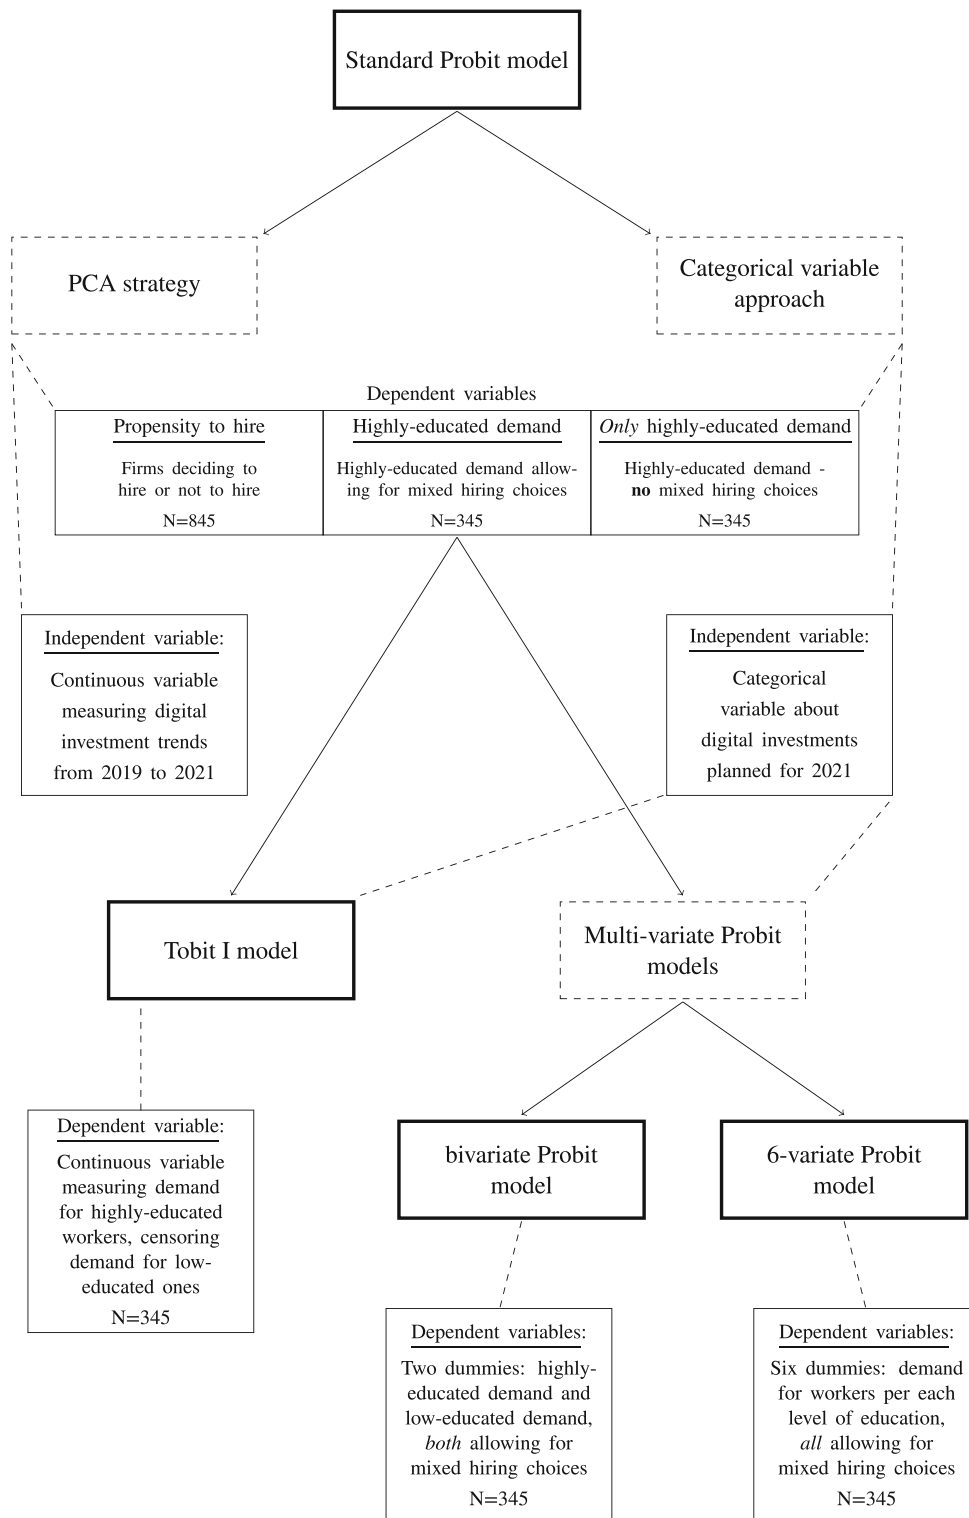 Standard Probit model
PCA strategy
Categorical variable
approach
Dependent variables
Propensity to hire
Firms deciding to
hire or not to hire
N=845
Highly-educated demand
Highly-educated demand allow-
ing for mixed hiring choices
N=345
Only highly-educated demand
Highly-educated demand -
no mixed hiring choices
N=345
Independent variable:
Continuous variable
measuring digital
investment trends
from 2019 to 2021
Independent variable:
Categorical
variable about
digital investments
planned for 2021
Tobit I model
Multi-variate Probit
models
Dependent variable:
Continuous variable
measuring demand
for highly-educated
workers, censoring
demand for low-
educated ones
N=345
bivariate Probit
model
6-variate Probit
model
Dependent variables:
Two dummies: highly-
educated demand and
low-educated demand,
both allowing for
mixed hiring choices
N=345
Dependent variables:
Six dummies: demand
for workers per each
level of education,
all allowing for
mixed hiring choices
N=345